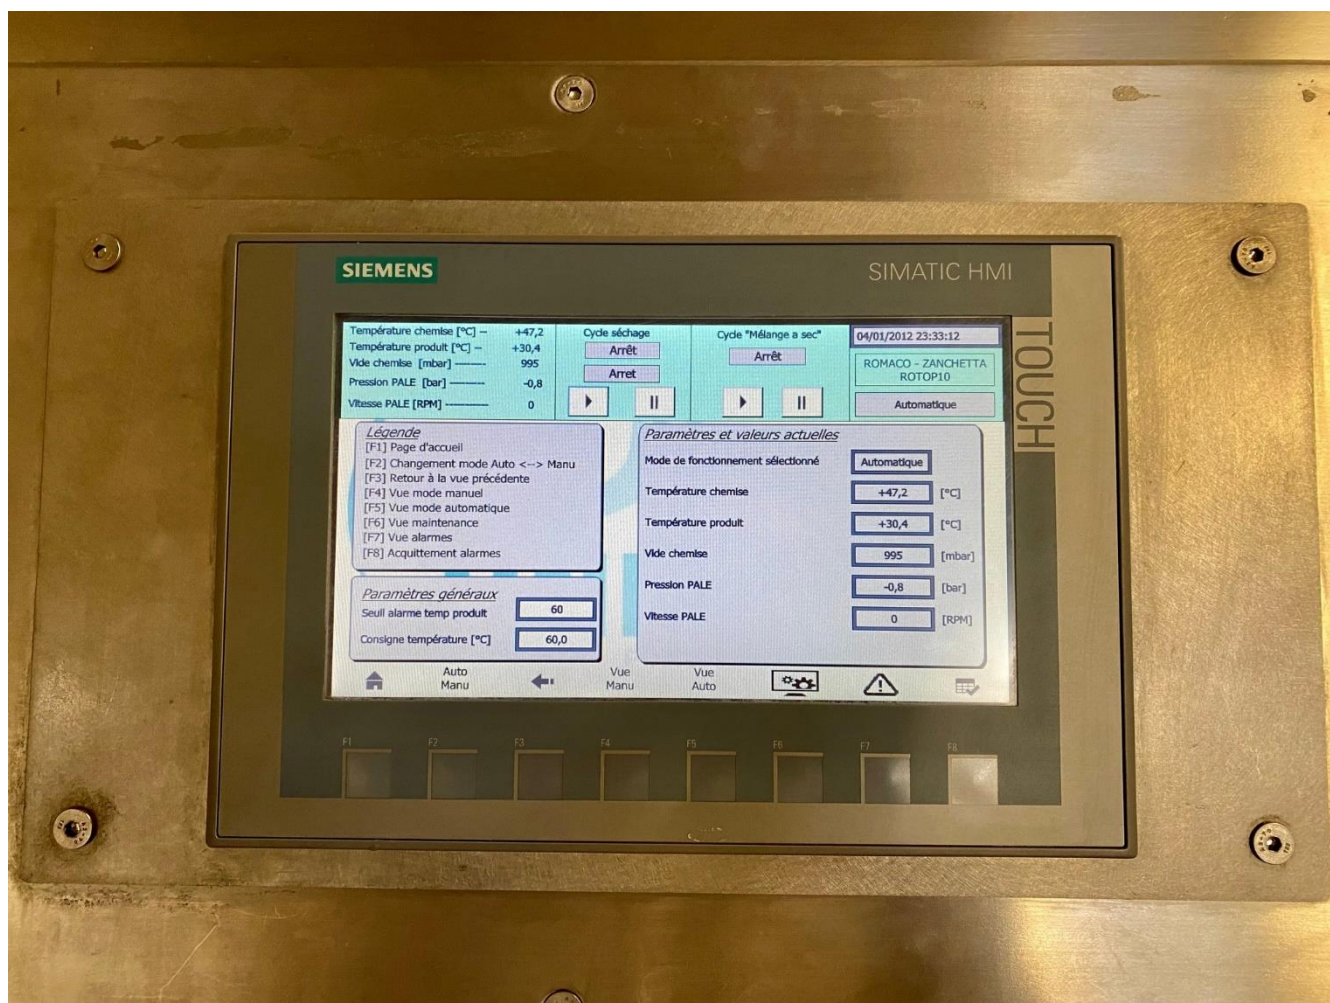 SIEMENS
SIMATIC HMI
TOUCH
Température chemise [°C] -- +47,2
Température produit [°C] -- +30,4
Vide chemise [mbar] -------- 995
Pression PALE [bar] --------- -0,8
Vitesse PALE [RPM] ----------- 0
Cycle séchage
Arrêt
Arret
Cycle "Mélange a sec"
Arrêt
04/01/2012 23:33:12
ROMACO - ZANCHETTA
ROTOP10
Automatique
Légende
[F1] Page d'accueil
[F2] Changement mode Auto <--> Manu
[F3] Retour à la vue précédente
[F4] Vue mode manuel
[F5] Vue mode automatique
[F6] Vue maintenance
[F7] Vue alarmes
[F8] Acquittement alarmes
Paramètres généraux
Seuil alarme temp produit 60
Consigne température [°C] 60,0
Paramètres et valeurs actuelles
Mode de fonctionnement sélectionné Automatique
Température chemise +47,2 [°C]
Température produit +30,4 [°C]
Vide chemise 995 [mbar]
Pression PALE -0,8 [bar]
Vitesse PALE 0 [RPM]
Auto
Manu
Vue
Manu
Vue
Auto
F1 F2 F3 F4 F5 F6 F7 F8